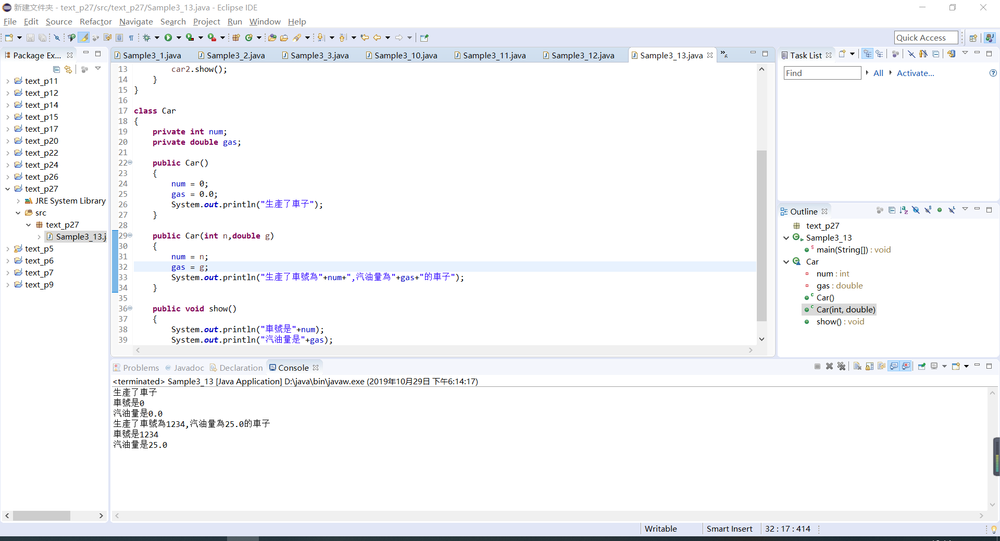 新建文件夹 - text_p27/src/text_p27/Sample3_13.java - Eclipse IDE
File Edit Source Refactor Navigate Search Project Run Window Help
Quick Access
Package Ex...
text_p11
text_p12
text_p14
text_p15
text_p17
text_p20
text_p22
text_p24
text_p26
text_p27
JRE System Library
src
text_p27
Sample3_13.j
text_p5
text_p6
text_p7
text_p9
Sample3_1.java Sample3_2.java Sample3_3.java Sample3_10.java Sample3_11.java Sample3_12.java Sample3_13.java »6
13 car2.show();
14 }
15 }
16
17 class Car
18 {
19 private int num;
20 private double gas;
21
22 public Car()
23 {
24 num = 0;
25 gas = 0.0;
26 System.out.println("生產了車子");
27 }
28
29 public Car(int n,double g)
30 {
31 num = n;
32 gas = g;
33 System.out.println("生產了車號為"+num+",汽油量為"+gas+"的車子");
34 }
35
36 public void show()
37 {
38 System.out.println("車號是"+num);
39 System.out.println("汽油量是"+gas);
Task List
Find All Activate...
Outline
text_p27
Sample3_13
main(String[]) : void
Car
num : int
gas : double
Car()
Car(int, double)
show() : void
Problems @ Javadoc Declaration Console
<terminated> Sample3_13 [Java Application] D:\java\bin\javaw.exe (2019年10月29日 下午6:14:17)
生產了車子
車號是0
汽油量是0.0
生產了車號為1234,汽油量為25.0的車子
車號是1234
汽油量是25.0
Writable Smart Insert 32 : 17 : 414